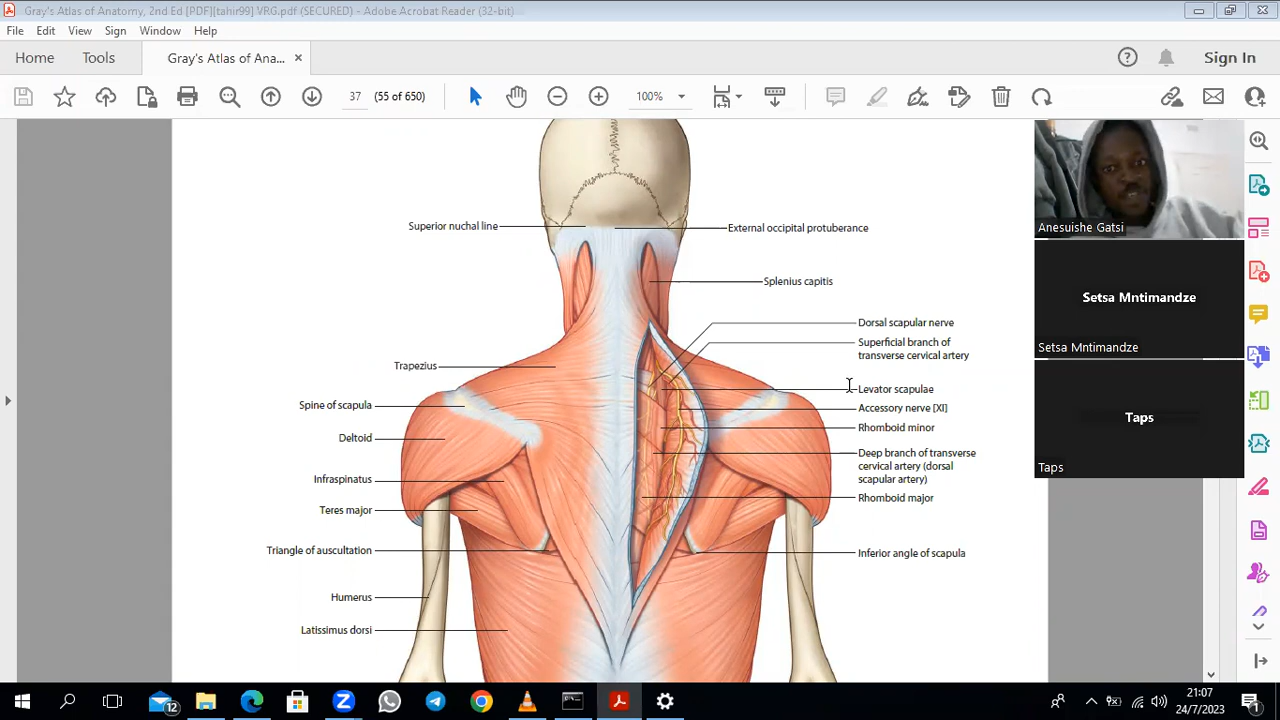 Gray's Atlas of Anatomy, 2nd Ed [PDF][tahir99] VRG.pdf (SECURED) - Adobe Acrobat Reader (32-bit)
File Edit View Sign Window Help
Home Tools Gray's Atlas of Ana... × Sign In
37 (55 of 650) 100%
Superior nuchal line
External occipital protuberance
Splenius capitis
Dorsal scapular nerve
Superficial branch of
transverse cervical artery
Trapezius
Levator scapulae
Spine of scapula
Accessory nerve [XI]
Rhomboid minor
Deltoid
Deep branch of transverse
cervical artery (dorsal
scapular artery)
Infraspinatus
Rhomboid major
Teres major
Triangle of auscultation
Inferior angle of scapula
Humerus
Latissimus dorsi
Anesuishe Gatsi
Setsa Mntimandze
Setsa Mntimandze
Taps
Taps
12
21:07
24/7/2023
1